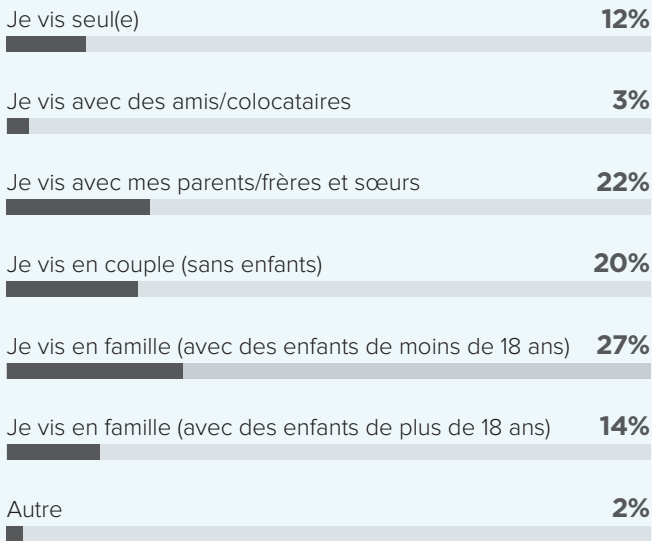 Je vis seul(e) 12%
Je vis avec des amis/colocataires 3%
Je vis avec mes parents/frères et sœurs 22%
Je vis en couple (sans enfants) 20%
Je vis en famille (avec des enfants de moins de 18 ans) 27%
Je vis en famille (avec des enfants de plus de 18 ans) 14%
Autre 2%